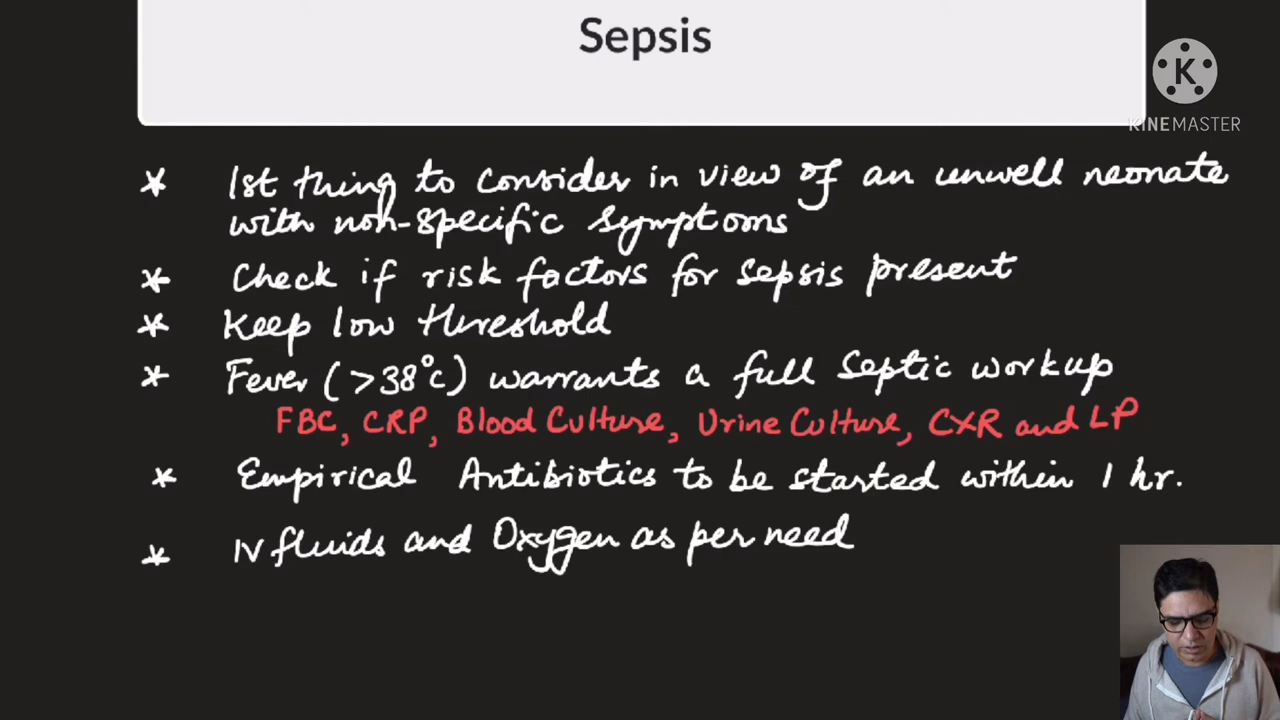 Sepsis
K
KINEMASTER
* 1st thing to consider in view of an unwell neonate
with non-specific symptoms
* Check if risk factors for sepsis present
* Keep low threshold
* Fever (>38°c) warrants a full septic workup
FBC, CRP, Blood Culture, Urine Culture, CXR and LP
* Empirical Antibiotics to be started within 1 hr.
* IV fluids and Oxygen as per need